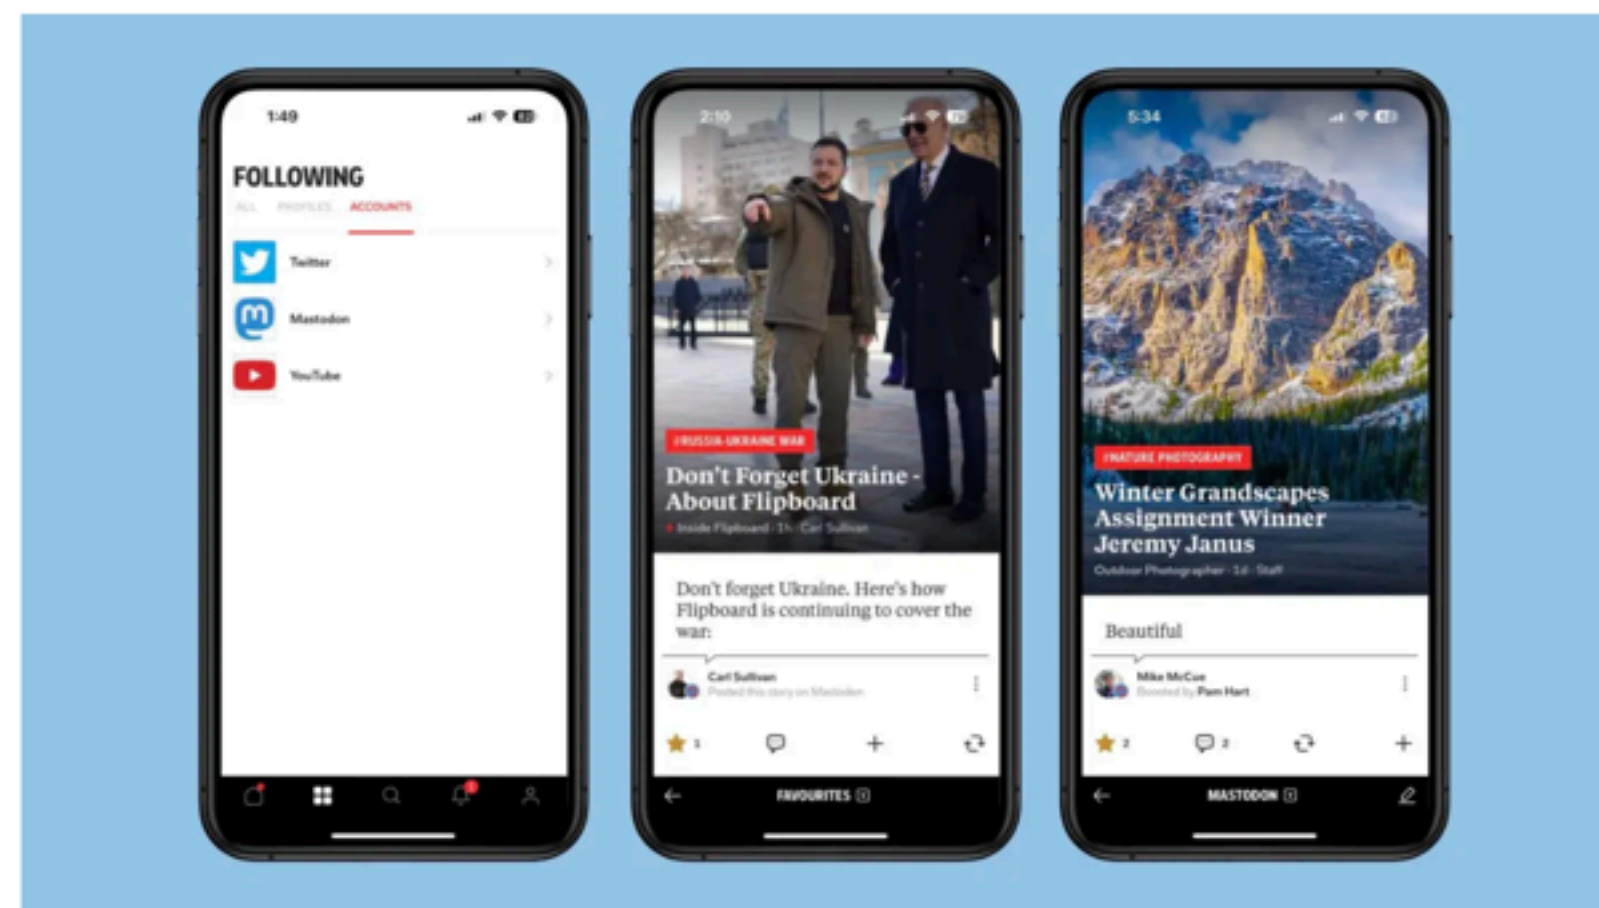 1:49
62
FOLLOWING
ALL PROFILES ACCOUNTS
Twitter
Mastodon
YouTube
2:10
#RUSSIA-UKRAINE WAR
Don't Forget Ukraine -
About Flipboard
Inside Flipboard · 1h · Carl Sullivan
Don't forget Ukraine. Here's how
Flipboard is continuing to cover the
war:
Carl Sullivan
Posted this story on Mastodon
1
FAVOURITES
5:34
#NATURE PHOTOGRAPHY
Winter Grandscapes
Assignment Winner
Jeremy Janus
Outdoor Photographer · 1d · Staff
Beautiful
Mike McCue
Boosted by Pam Hart
2 2
MASTODON